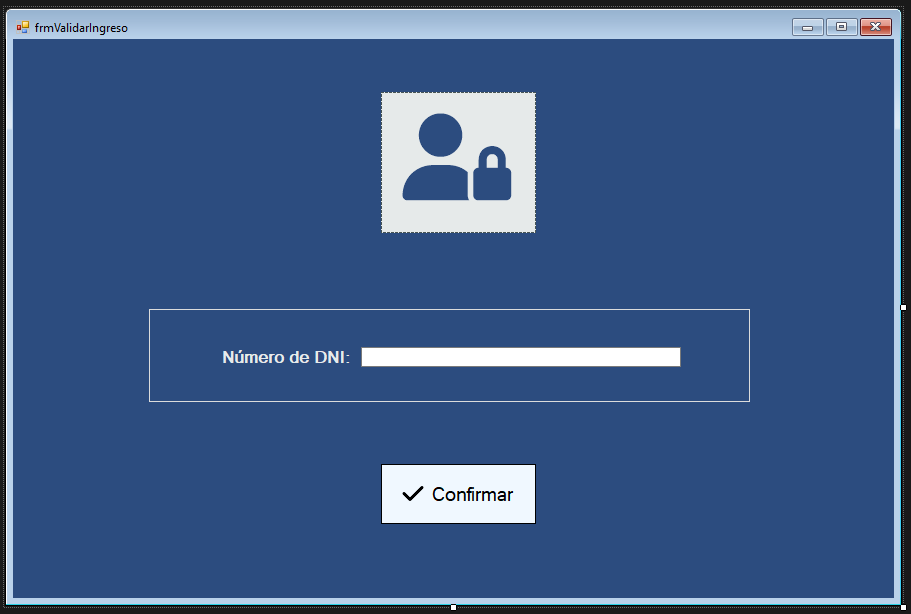 frmValidarIngreso
Número de DNI:
Confirmar